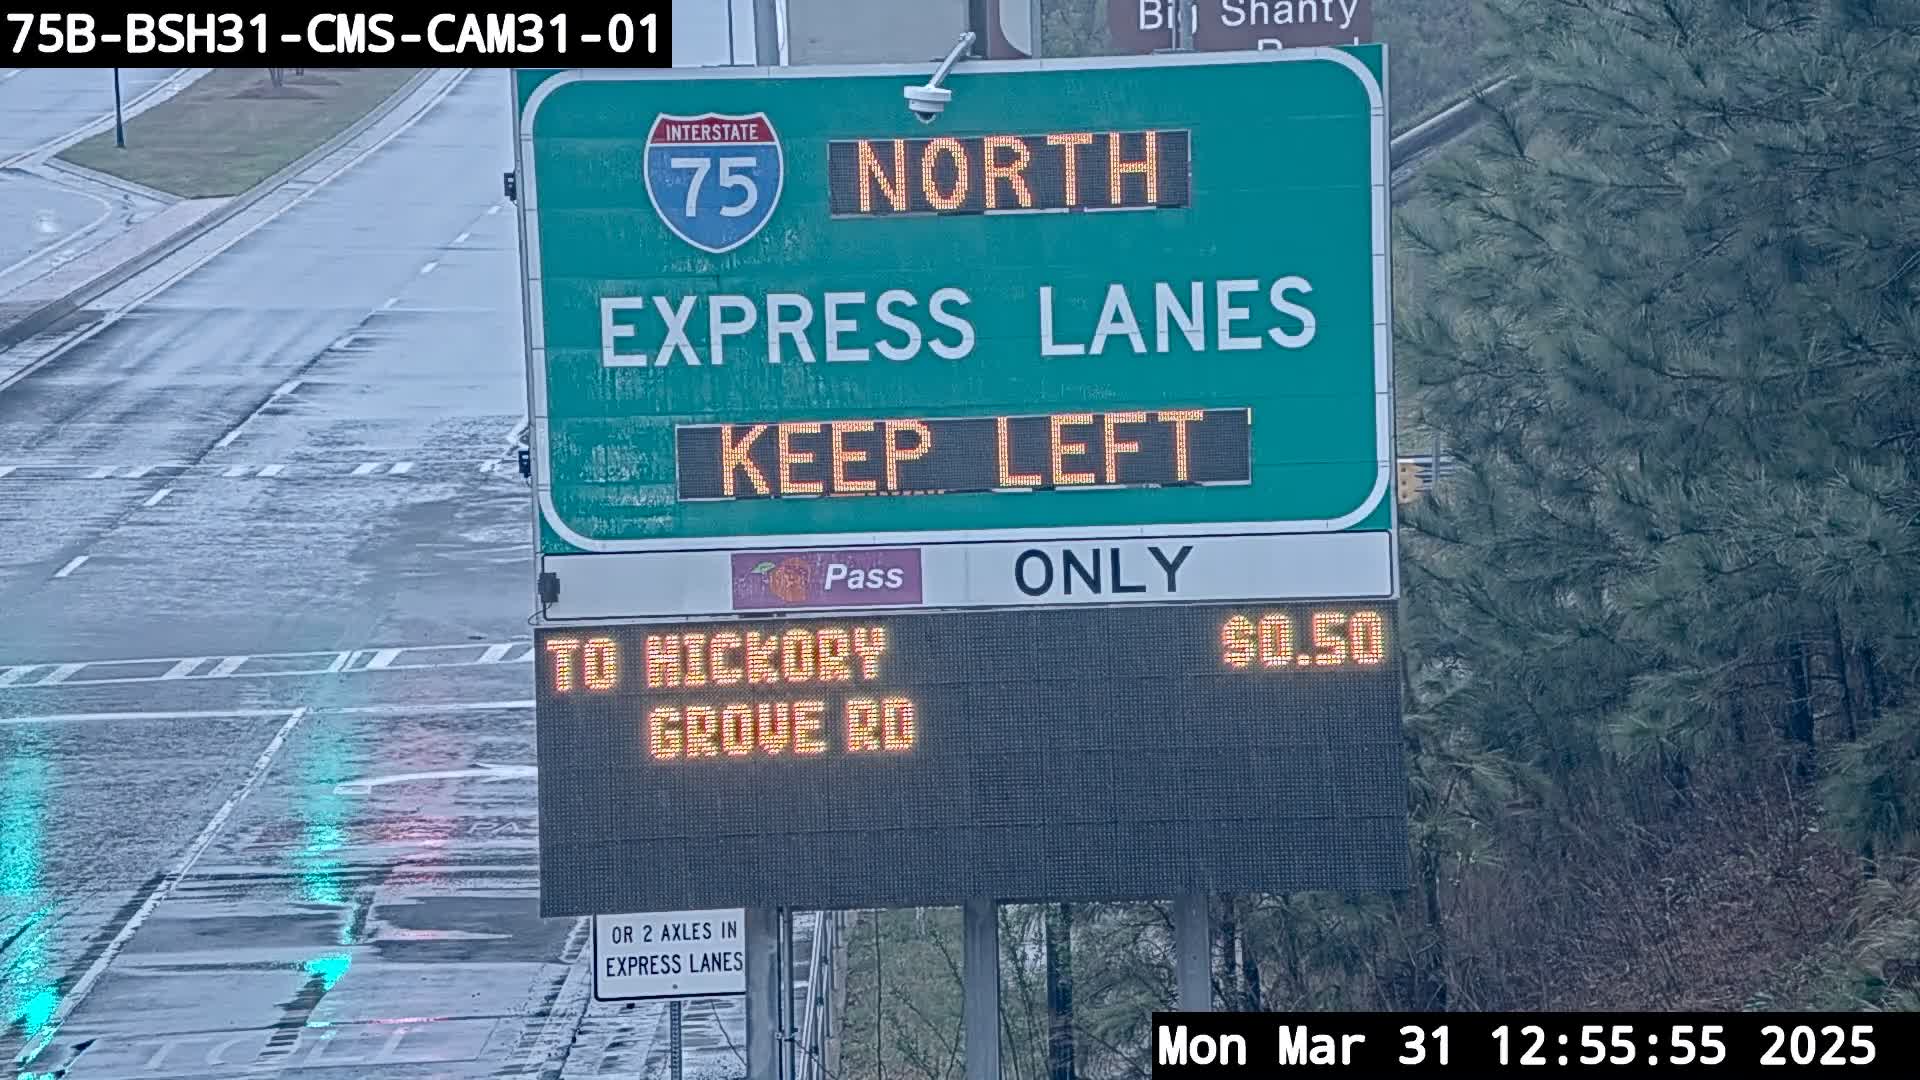 75B-BSH31-CMS-CAM31-01
Big Shanty
INTERSTATE
75
NORTH
EXPRESS LANES
KEEP LEFT
Pass
ONLY
TO HICKORY $0.50
GROVE RD
OR 2 AXLES IN
EXPRESS LANES
Mon Mar 31 12:55:55 2025